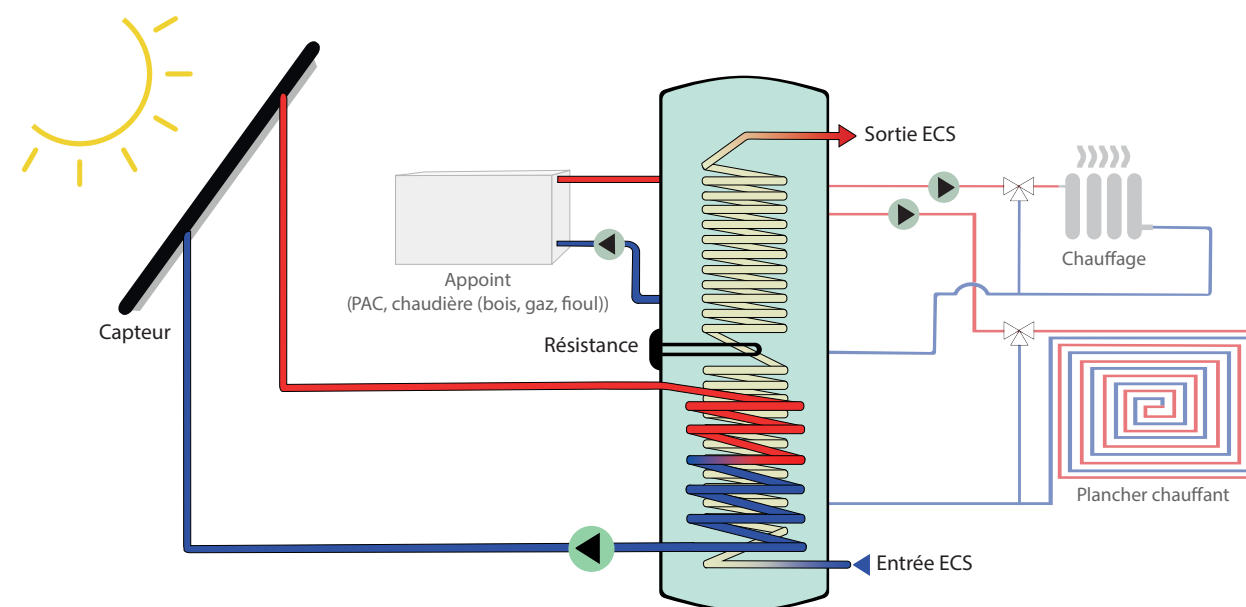 Sortie ECS
Chauffage
Appoint
(PAC, chaudière (bois, gaz, fioul))
Capteur
Résistance
Plancher chauffant
Entrée ECS